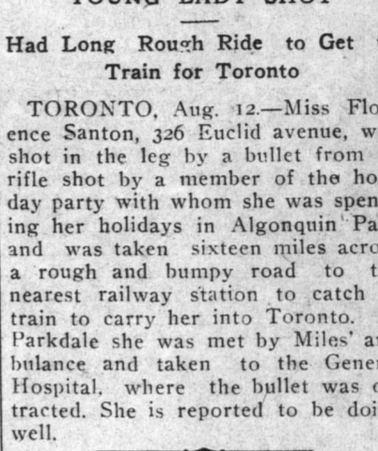 YOUNG LADY SHOT
Had Long Rough Ride to Get
Train for Toronto
TORONTO, Aug. 12.—Miss Flo
ence Santon, 326 Euclid avenue, w
shot in the leg by a bullet from
rifle shot by a member of the ho
day party with whom she was spen
ing her holidays in Algonquin Pa
and was taken sixteen miles acro
a rough and bumpy road to t
nearest railway station to catch
train to carry her into Toronto.
Parkdale she was met by Miles' a
bulance and taken to the Gener
Hospital, where the bullet was
tracted. She is reported to be doi
well.